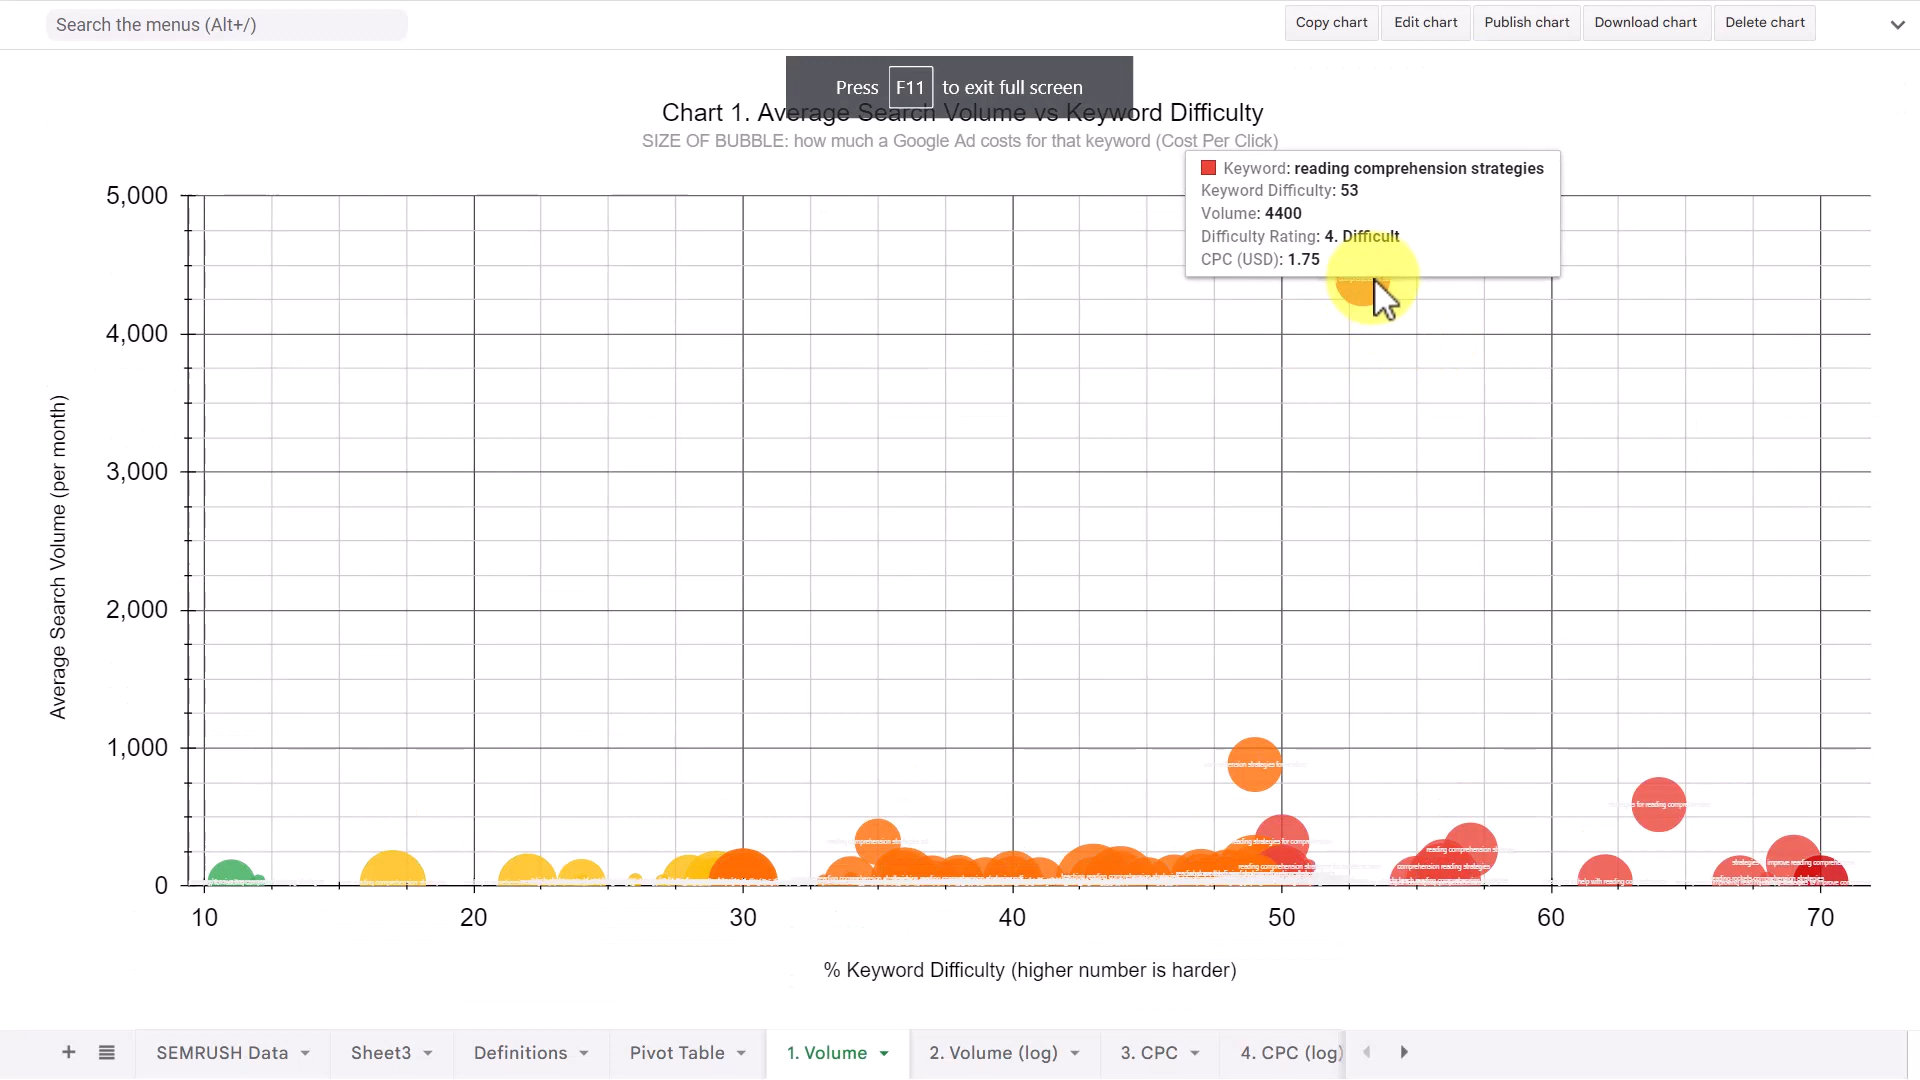 Search the menus (Alt+/)
Copy chart
Edit chart
Publish chart
Download chart
Delete chart
Press F11 to exit full screen
Chart 1. Average Search Volume vs Keyword Difficulty
SIZE OF BUBBLE: how much a Google Ad costs for that keyword (Cost Per Click)
Keyword: reading comprehension strategies
Keyword Difficulty: 53
Volume: 4400
Difficulty Rating: 4. Difficult
CPC (USD): 1.75
5,000
4,000
3,000
2,000
1,000
0
Average Search Volume (per month)
10
20
30
40
50
60
70
% Keyword Difficulty (higher number is harder)
SEMRUSH Data
Sheet3
Definitions
Pivot Table
1. Volume
2. Volume (log)
3. CPC
4. CPC (log)